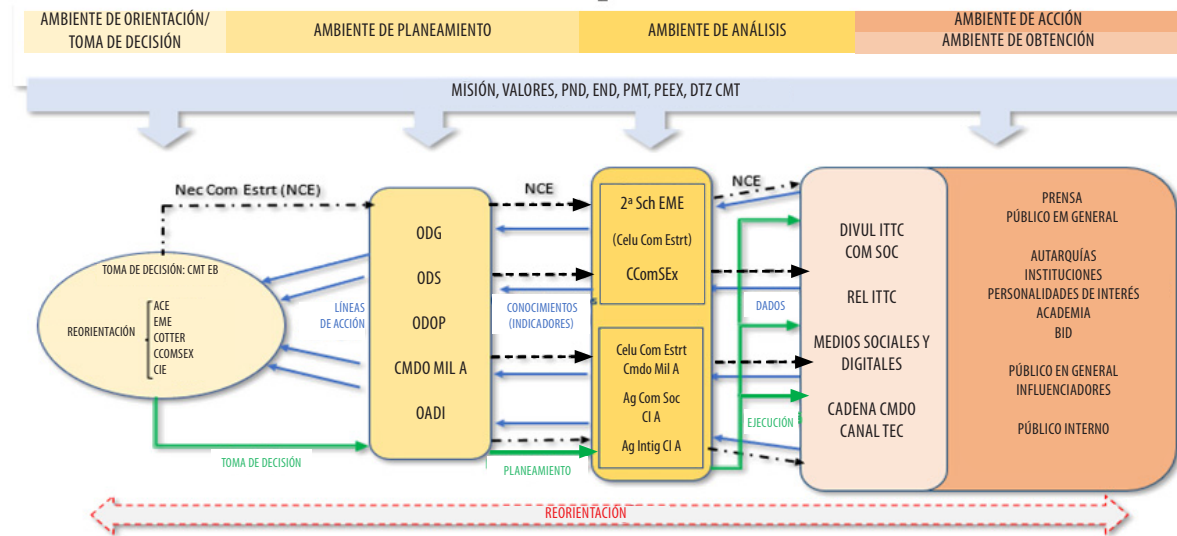 AMBIENTE DE ORIENTACIÓN/
TOMA DE DECISIÓN
AMBIENTE DE PLANEAMIENTO
AMBIENTE DE ANÁLISIS
AMBIENTE DE ACCIÓN
AMBIENTE DE OBTENCIÓN
MISIÓN, VALORES, PND, END, PMT, PEEX, DTZ CMT
Nec Com Estrt (NCE)
NCE
NCE
TOMA DE DECISIÓN: CMT EB
REORIENTACIÓN
ACE
EME
COTTER
CCOMSEX
CIE
TOMA DE DECISIÓN
LÍNEAS
DE ACCIÓN
ODG
ODS
ODOP
CMDO MIL A
OADI
CONOCIMIENTOS
(INDICADORES)
PLANEAMIENTO
2ª Sch EME
(Celu Com Estrt)
CComSEx
Celu Com Estrt
Cmdo Mil A
Ag Com Soc
CI A
Ag Intig CI A
DADOS
EJECUCIÓN
DIVUL ITTC
COM SOC
REL ITTC
MEDIOS SOCIALES Y
DIGITALES
CADENA CMDO
CANAL TEC
PRENSA
PÚBLICO EM GENERAL
AUTARQUÍAS
INSTITUCIONES
PERSONALIDADES DE INTERÉS
ACADEMIA
BID
PÚBLICO EN GENERAL
INFLUENCIADORES
PÚBLICO INTERNO
REORIENTACIÓN